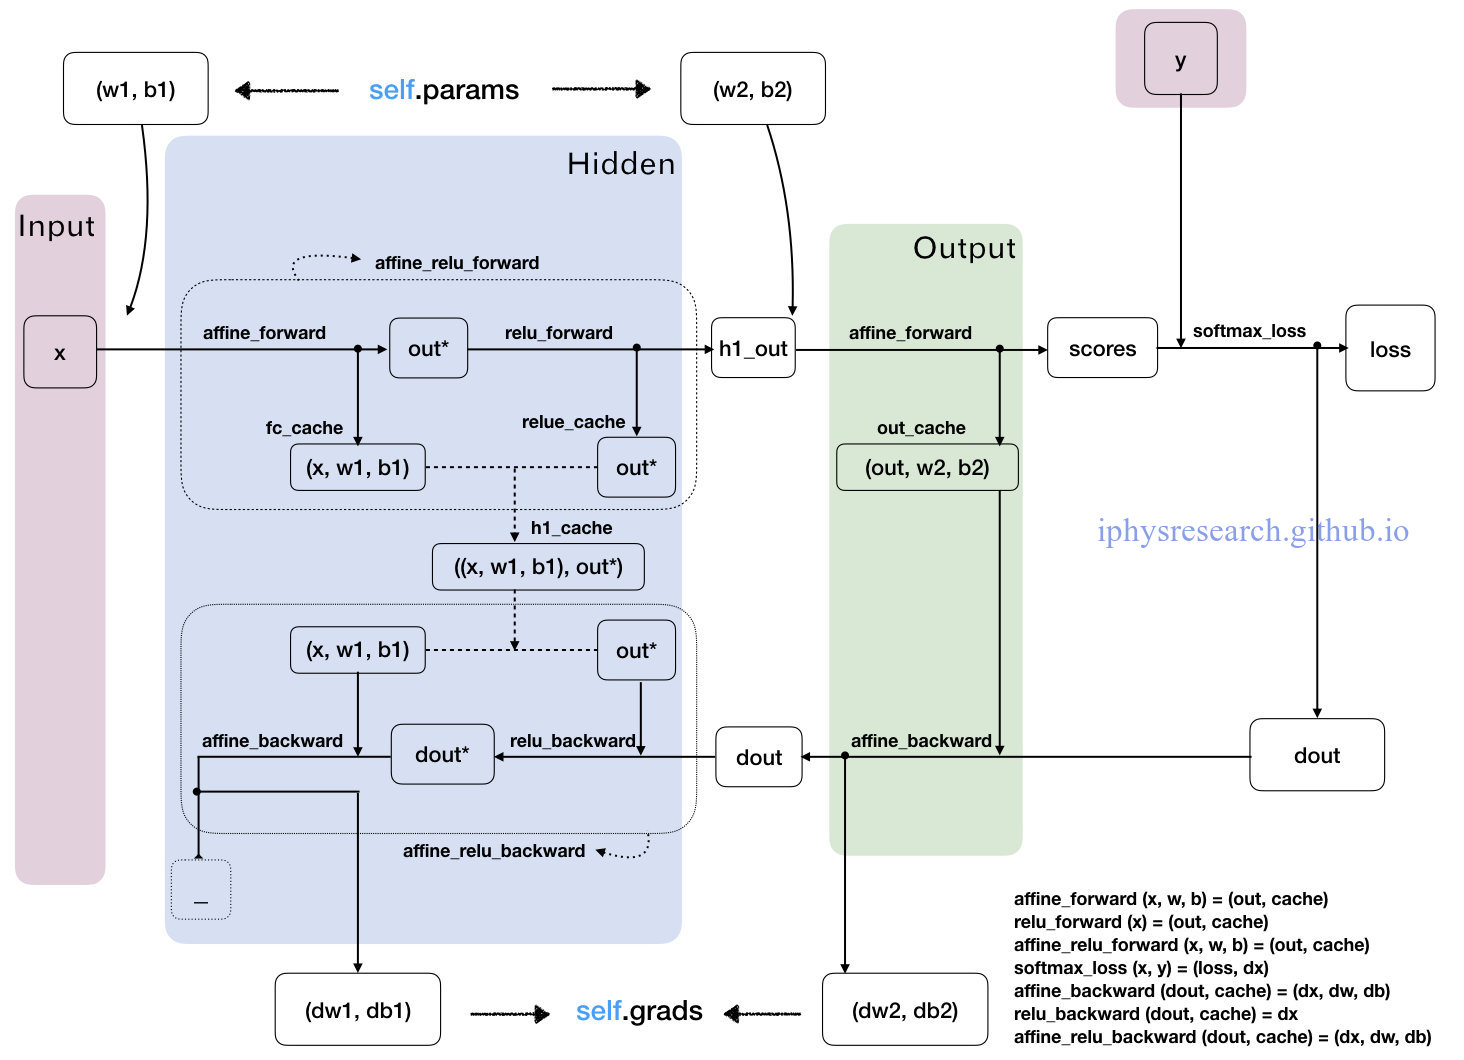 y
(w1, b1)
self.params
(w2, b2)
Hidden
Input
Output
affine_relu_forward
x
affine_forward
out*
relu_forward
h1_out
affine_forward
scores
softmax_loss
loss
fc_cache
relue_cache
out_cache
(x, w1, b1)
out*
(out, w2, b2)
h1_cache
iphysresearch.github.io
((x, w1, b1), out*)
(x, w1, b1)
out*
affine_backward
dout*
relu_backward
dout
affine_backward
dout
affine_relu_backward
_
(dw1, db1)
self.grads
(dw2, db2)
affine_forward (x, w, b) = (out, cache)
relu_forward (x) = (out, cache)
affine_relu_forward (x, w, b) = (out, cache)
softmax_loss (x, y) = (loss, dx)
affine_backward (dout, cache) = (dx, dw, db)
relu_backward (dout, cache) = dx
affine_relu_backward (dout, cache) = (dx, dw, db)